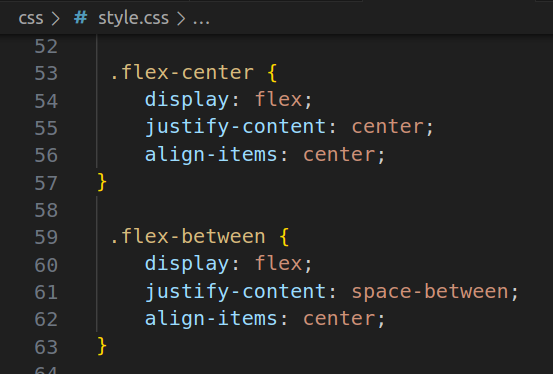 css > # style.css > ...
52
53 .flex-center {
54 display: flex;
55 justify-content: center;
56 align-items: center;
57 }
58
59 .flex-between {
60 display: flex;
61 justify-content: space-between;
62 align-items: center;
63 }
64